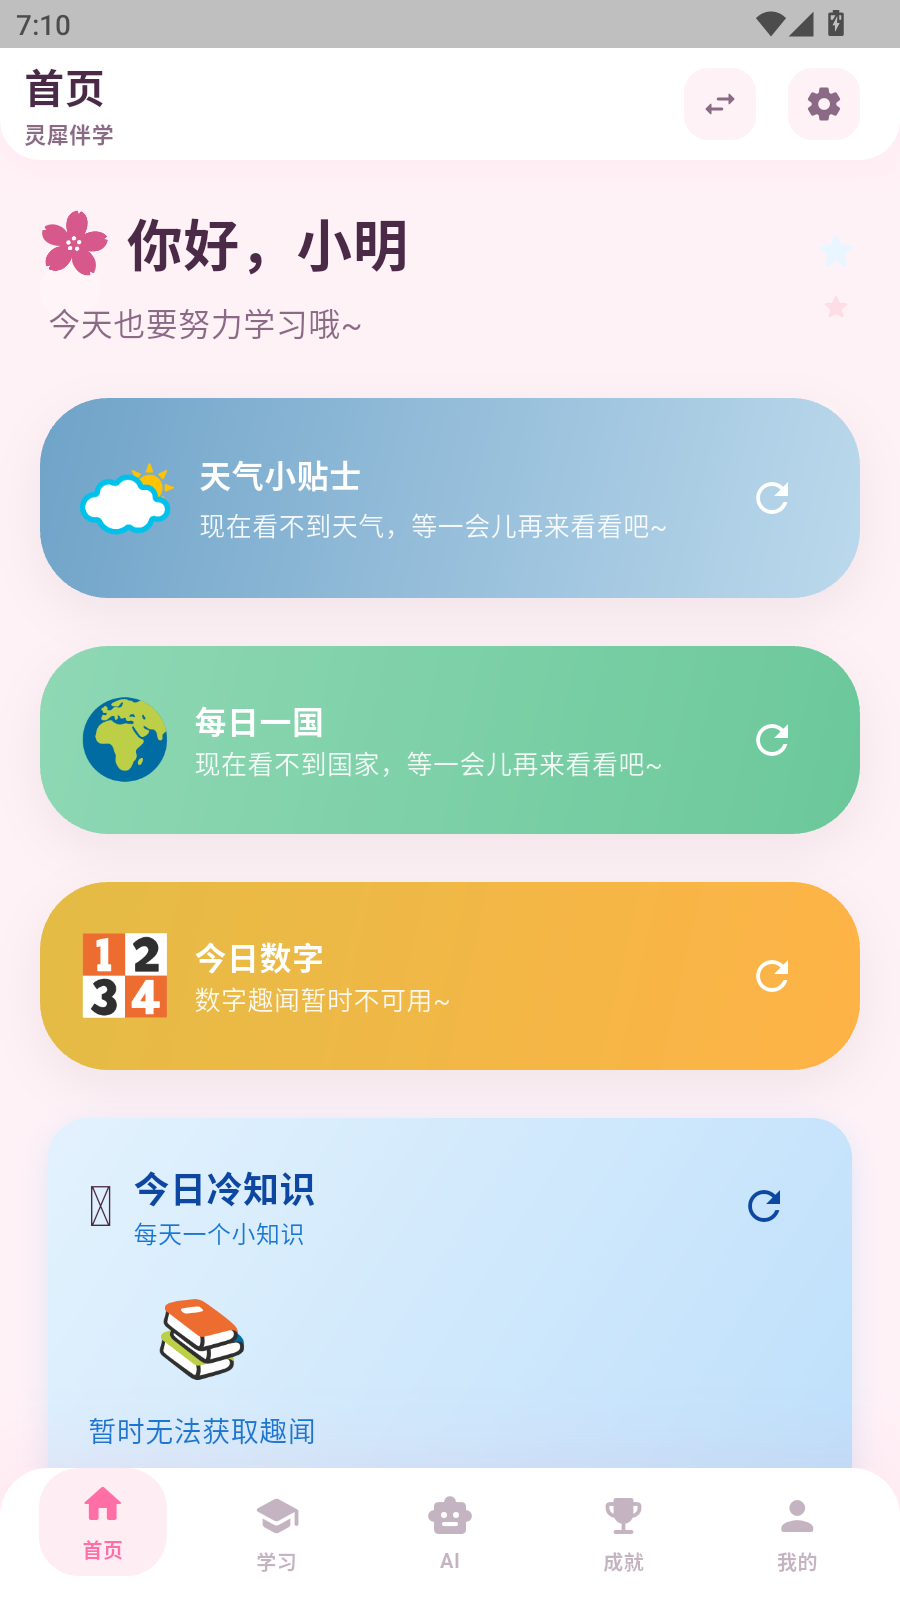 7:10
首页
灵犀伴学
你好，小明
今天也要努力学习哦~
天气小贴士
现在看不到天气，等一会儿再来看看吧~
每日一国
现在看不到国家，等一会儿再来看看吧~
1 2
3 4
今日数字
数字趣闻暂时不可用~
今日冷知识
每天一个小知识
暂时无法获取趣闻
首页
学习
AI
成就
我的